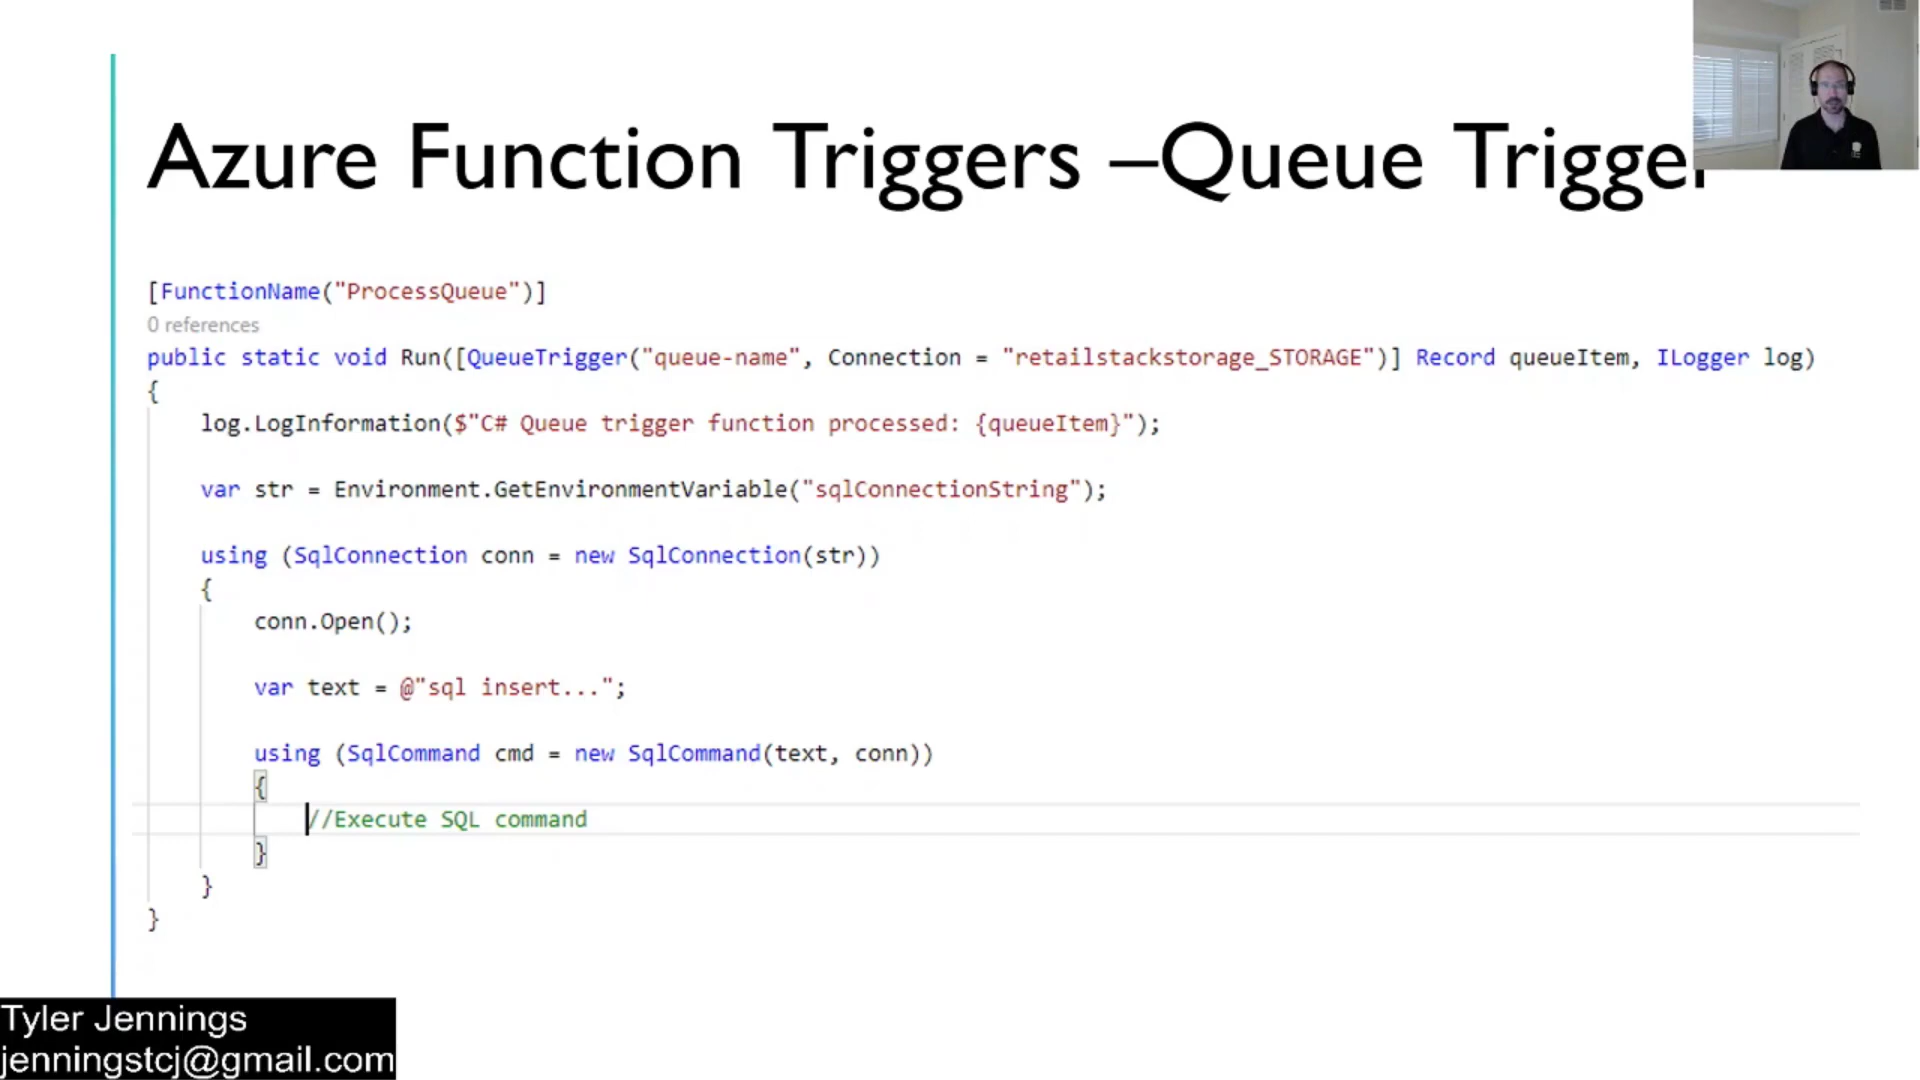 Azure Function Triggers –Queue Trigger
[FunctionName("ProcessQueue")]
0 references
public static void Run([QueueTrigger("queue-name", Connection = "retailstackstorage_STORAGE")] Record queueItem, ILogger log)
{
log.LogInformation($"C# Queue trigger function processed: {queueItem}");
var str = Environment.GetEnvironmentVariable("sqlConnectionString");
using (SqlConnection conn = new SqlConnection(str))
{
conn.Open();
var text = @"sql insert...";
using (SqlCommand cmd = new SqlCommand(text, conn))
{
//Execute SQL command
}
}
}
Tyler Jennings
jenningstcj@gmail.com